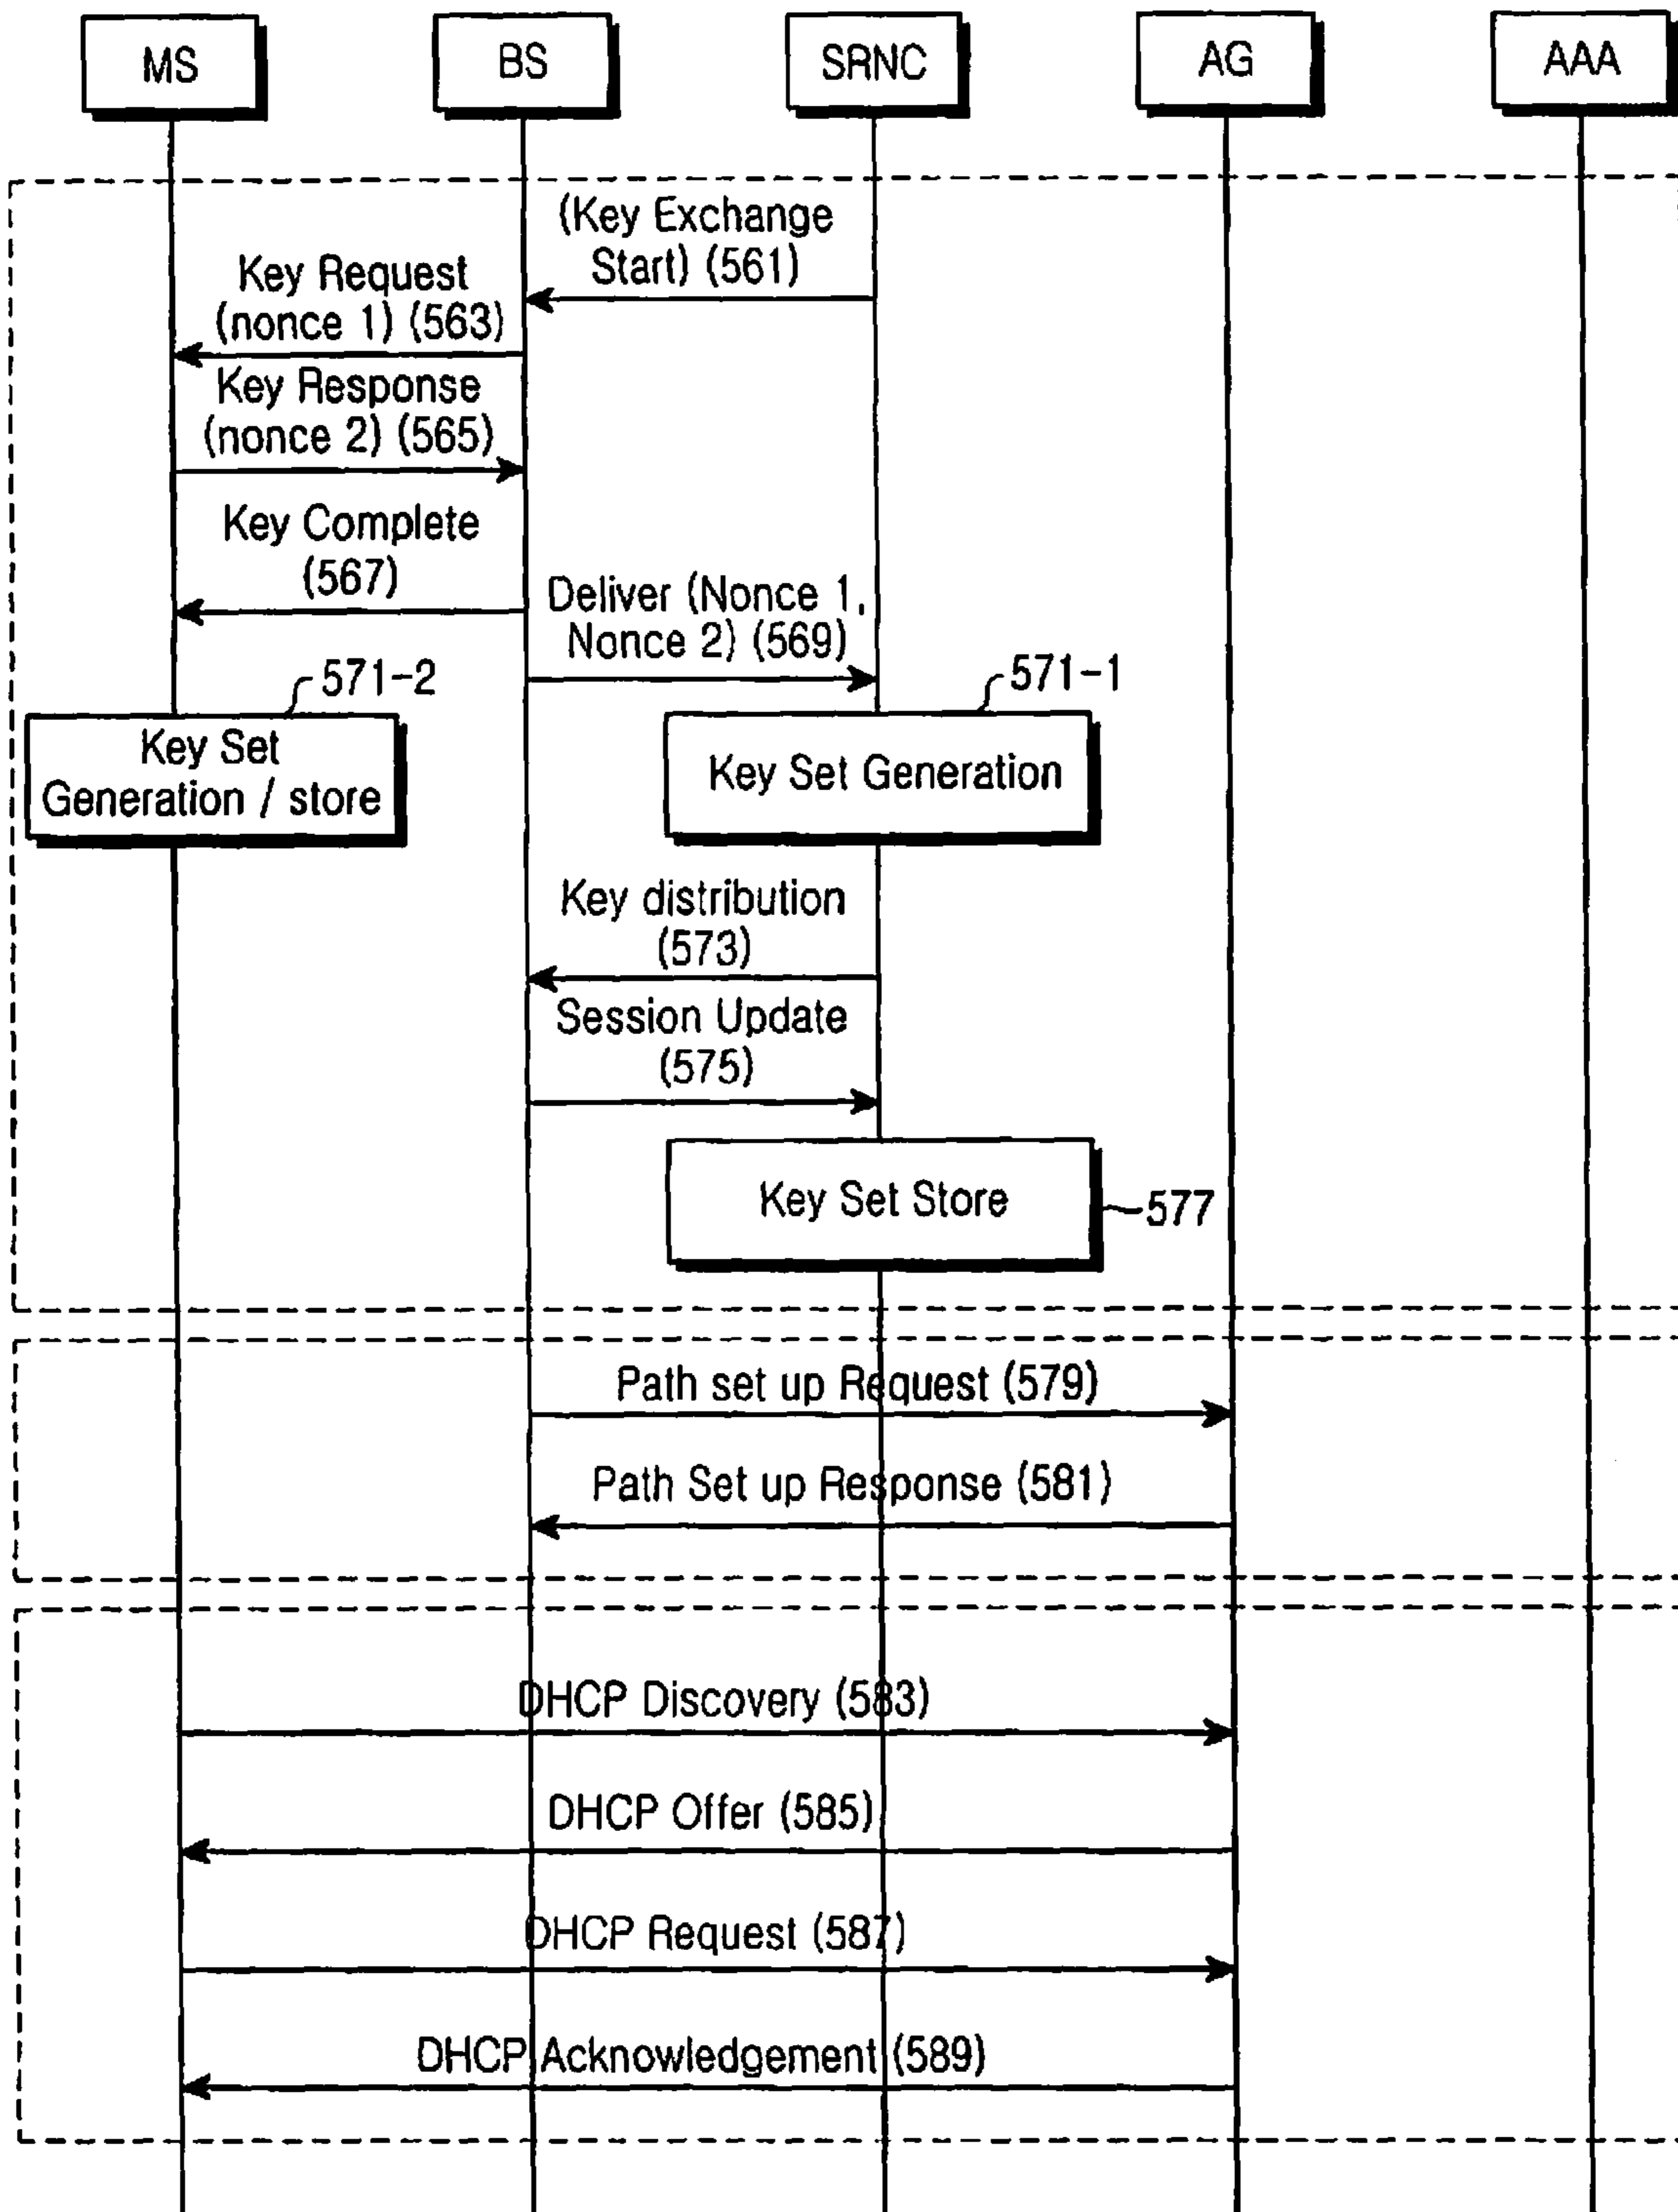 MS
BS
SRNC
AG
AAA
(Key Exchange
Start) (561)
Key Request
(nonce 1) (563)
Key Response
(nonce 2) (565)
Key Complete
(567)
Deliver (Nonce 1,
Nonce 2) (569)
571-2
571-1
Key Set
Generation / store
Key Set Generation
Key distribution
(573)
Session Update
(575)
Key Set Store
577
Path set up Request (579)
Path Set up Response (581)
DHCP Discovery (583)
DHCP Offer (585)
DHCP Request (587)
DHCP Acknowledgement (589)